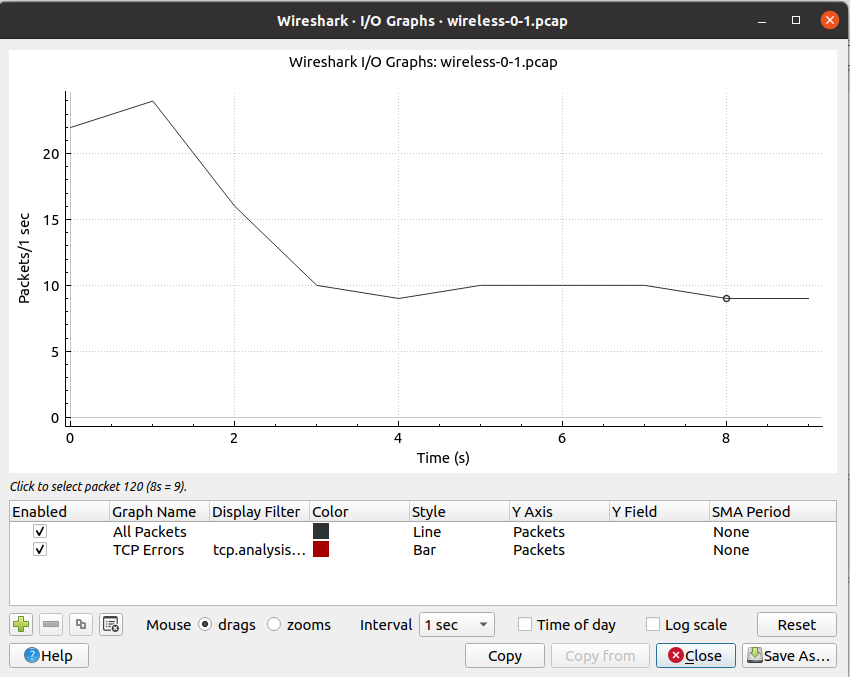 Wireshark · I/O Graphs · wireless-0-1.pcap
Wireshark I/O Graphs: wireless-0-1.pcap
Packets/1 sec
20
15
10
5
0
0 2 4 6 8
Time (s)
Click to select packet 120 (8s = 9).
Enabled Graph Name Display Filter Color Style Y Axis Y Field SMA Period
All Packets Line Packets None
TCP Errors tcp.analysis... Bar Packets None
Mouse drags zooms Interval 1 sec Time of day Log scale Reset
Help Copy Copy from Close Save As...